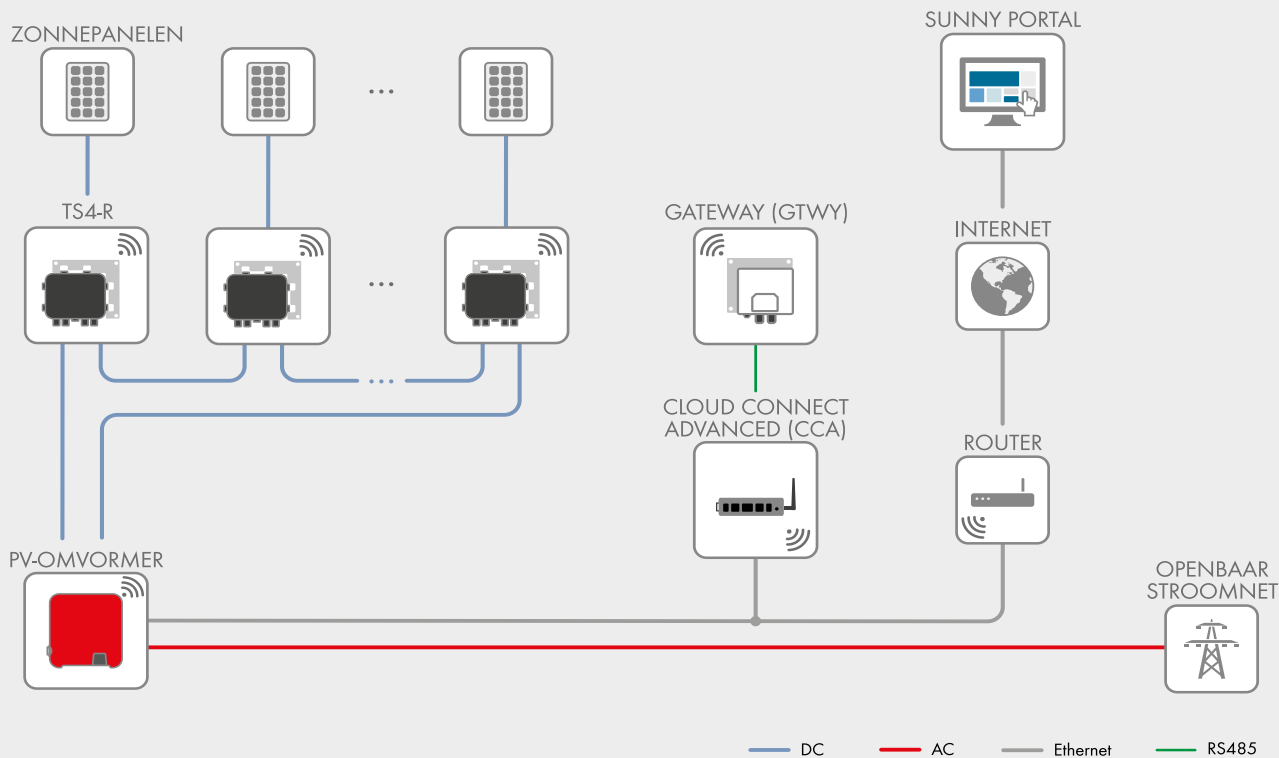 SUNNY PORTAL
ZONNEPANELEN
...
TS4-R
GATEWAY (GTWY)
INTERNET
...
...
CLOUD CONNECT
ADVANCED (CCA)
ROUTER
PV-OMVORMER
OPENBAAR
STROOMNET
DC
AC
Ethernet
RS485